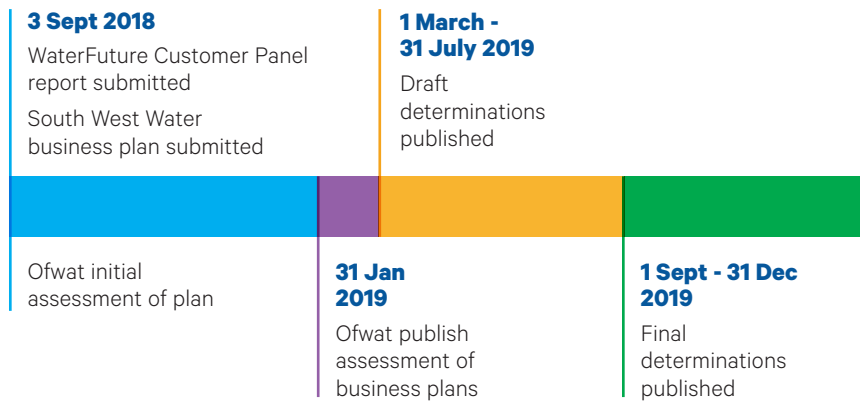 3 Sept 2018
WaterFuture Customer Panel
report submitted
South West Water
business plan submitted
1 March -
31 July 2019
Draft
determinations
published
Ofwat initial
assessment of plan
31 Jan
2019
Ofwat publish
assessment of
business plans
1 Sept - 31 Dec
2019
Final
determinations
published